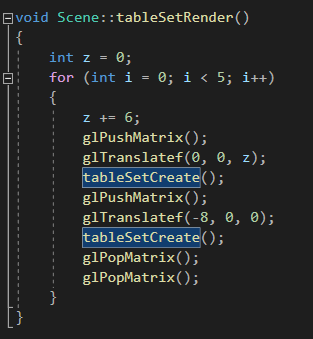 void Scene::tableSetRender()
{
    int z = 0;
    for (int i = 0; i < 5; i++)
    {
        z += 6;
        glPushMatrix();
        glTranslatef(0, 0, z);
        tableSetCreate();
        glPushMatrix();
        glTranslatef(-8, 0, 0);
        tableSetCreate();
        glPopMatrix();
        glPopMatrix();
    }
}